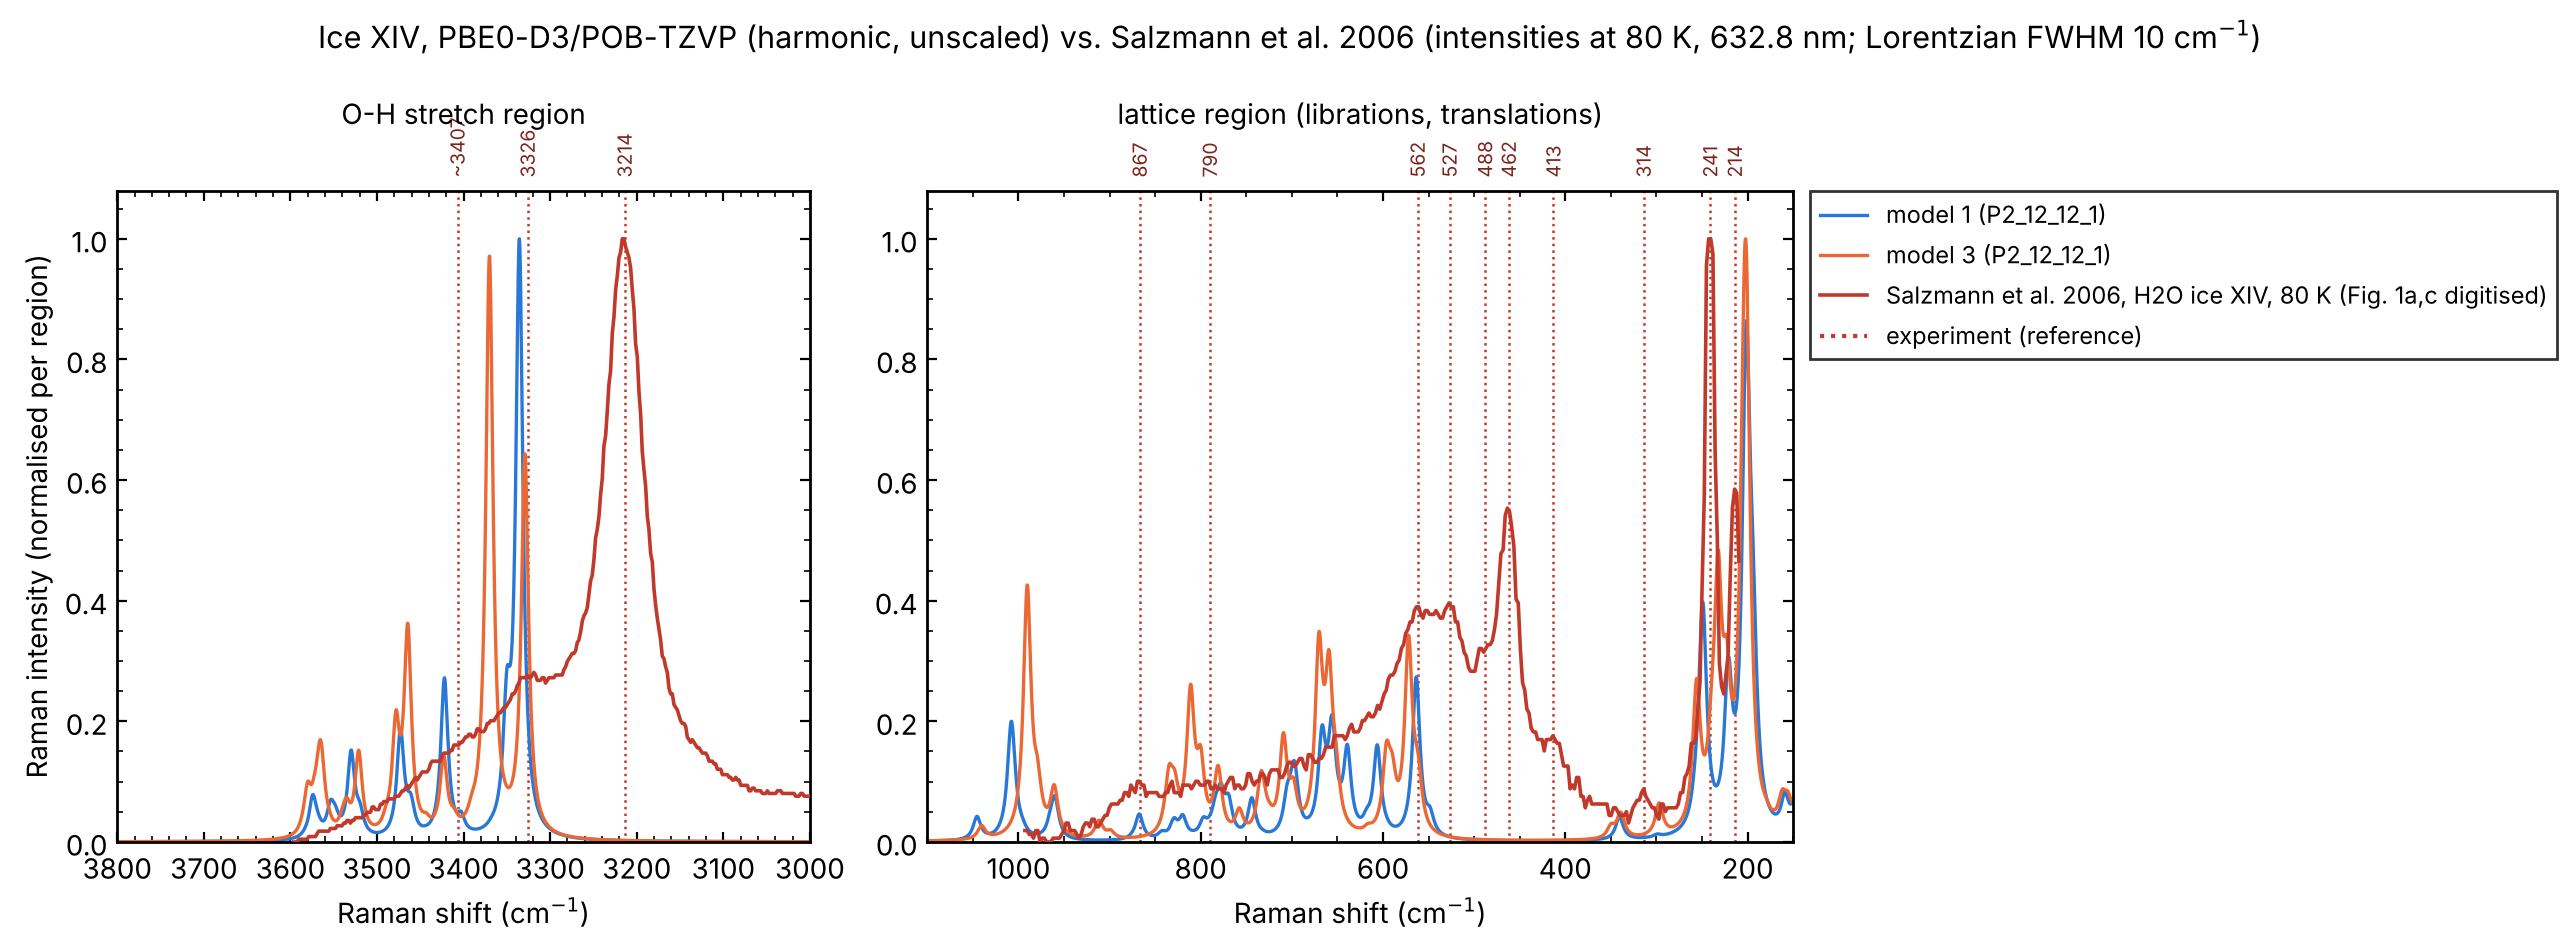 Ice XIV, PBE0-D3/POB-TZVP (harmonic, unscaled) vs. Salzmann et al. 2006 (intensities at 80 K, 632.8 nm; Lorentzian FWHM 10 cm⁻¹)
O-H stretch region
~3407
3326
3214
1.0
0.8
0.6
0.4
0.2
0.0
3800 3700 3600 3500 3400 3300 3200 3100 3000
Raman shift (cm⁻¹)
Raman intensity (normalised per region)
lattice region (librations, translations)
867
790
562
527
488
462
413
314
241
214
1.0
0.8
0.6
0.4
0.2
0.0
1000 800 600 400 200
Raman shift (cm⁻¹)
model 1 (P2_12_12_1)
model 3 (P2_12_12_1)
Salzmann et al. 2006, H2O ice XIV, 80 K (Fig. 1a,c digitised)
experiment (reference)